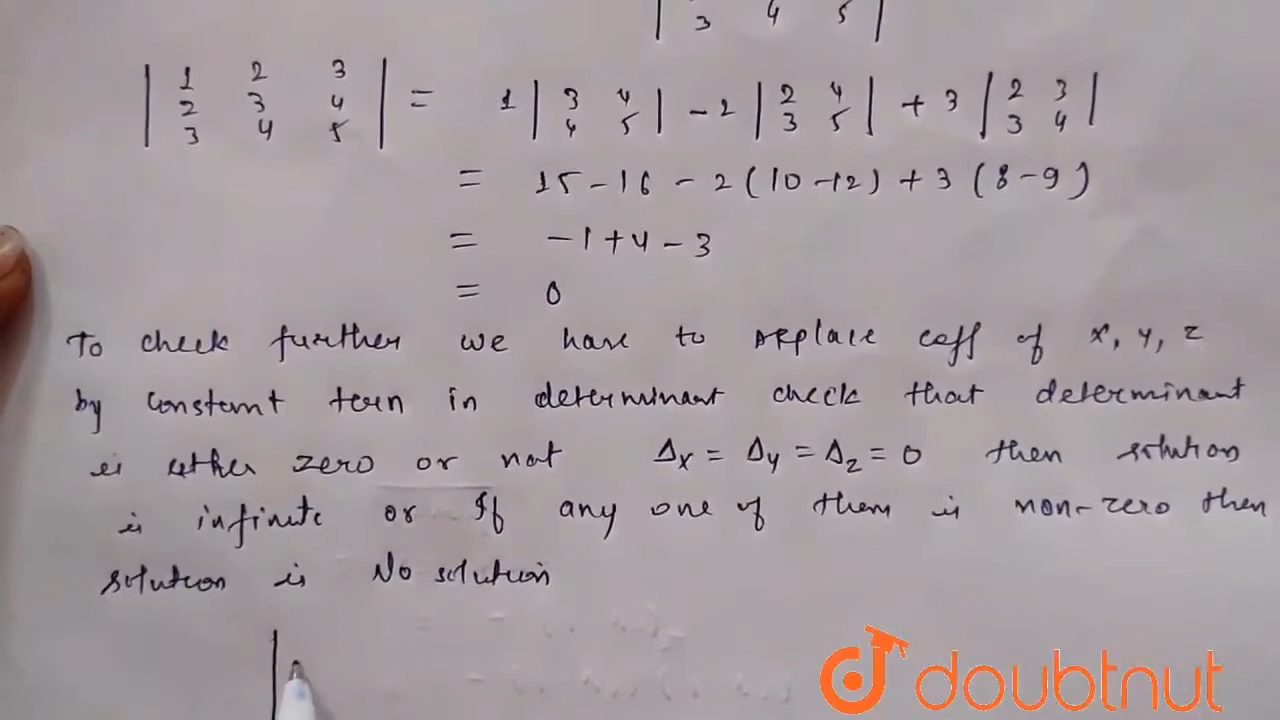 3 4 5
| 1 2 3 |
| 2 3 4 | = 1 | 3 4 | - 2 | 2 4 | + 3 | 2 3 |
| 3 4 5 | | 4 5 | | 3 5 | | 3 4 |
= 15 - 16 - 2 (10 - 12) + 3 (8 - 9)
= -1 + 4 - 3
= 0
To check further we have to replace coff of x, y, z
by constant tern in determinant check that determinant
is zero or not Δx = Δy = Δz = 0 then solution
is infinite or If any one of them is non-zero then
solution is No solution
doubtnut